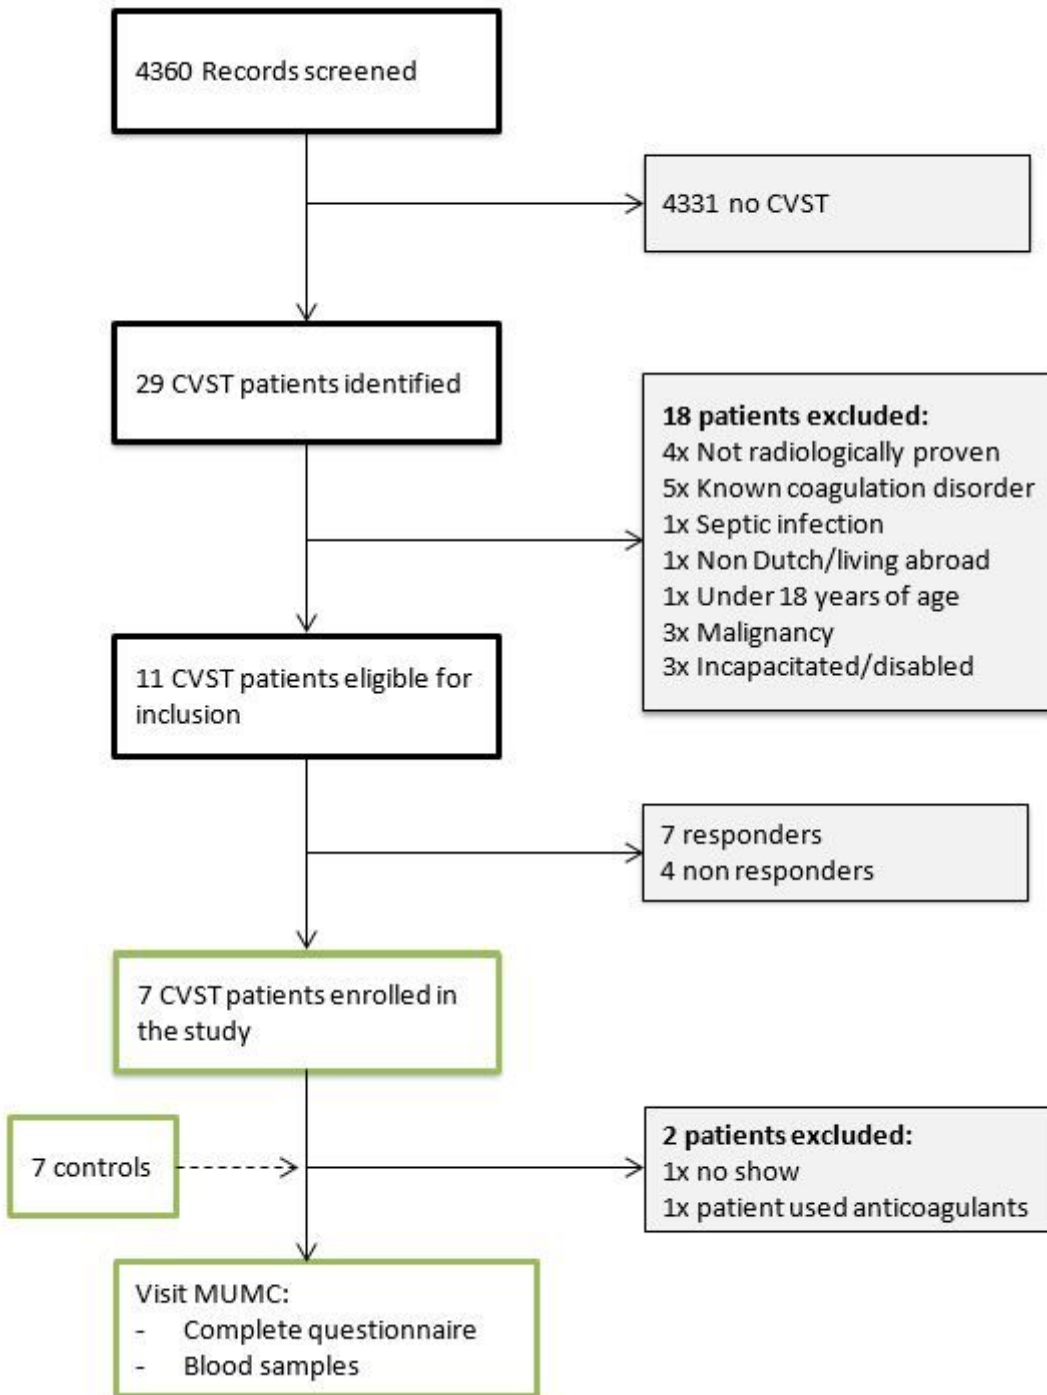 4360 Records screened
4331 no CVST
29 CVST patients identified
18 patients excluded:
4x Not radiologically proven
5x Known coagulation disorder
1x Septic infection
1x Non Dutch/living abroad
1x Under 18 years of age
3x Malignancy
3x Incapacitated/disabled
11 CVST patients eligible for
inclusion
7 responders
4 non responders
7 CVST patients enrolled in
the study
7 controls
2 patients excluded:
1x no show
1x patient used anticoagulants
Visit MUMC:
- Complete questionnaire
- Blood samples